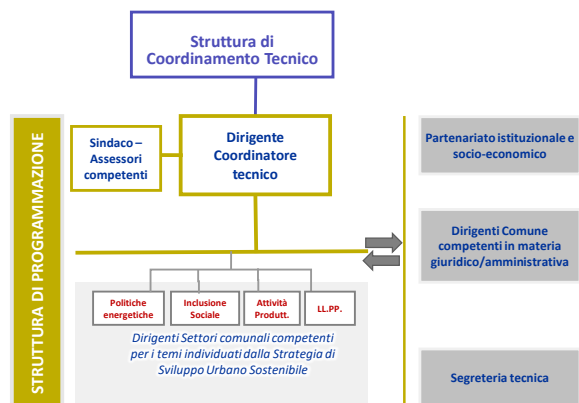 Struttura di
Coordinamento Tecnico
STRUTTURA DI PROGRAMMAZIONE
Sindaco –
Assessori
competenti
Dirigente
Coordinatore
tecnico
Partenariato istituzionale e
socio-economico
Dirigenti Comune
competenti in materia
giuridico/amministrativa
Politiche
energetiche
Inclusione
Sociale
Attività
Produtt.
LL.PP.
Dirigenti Settori comunali competenti
per i temi individuati dalla Strategia di
Sviluppo Urbano Sostenibile
Segreteria tecnica